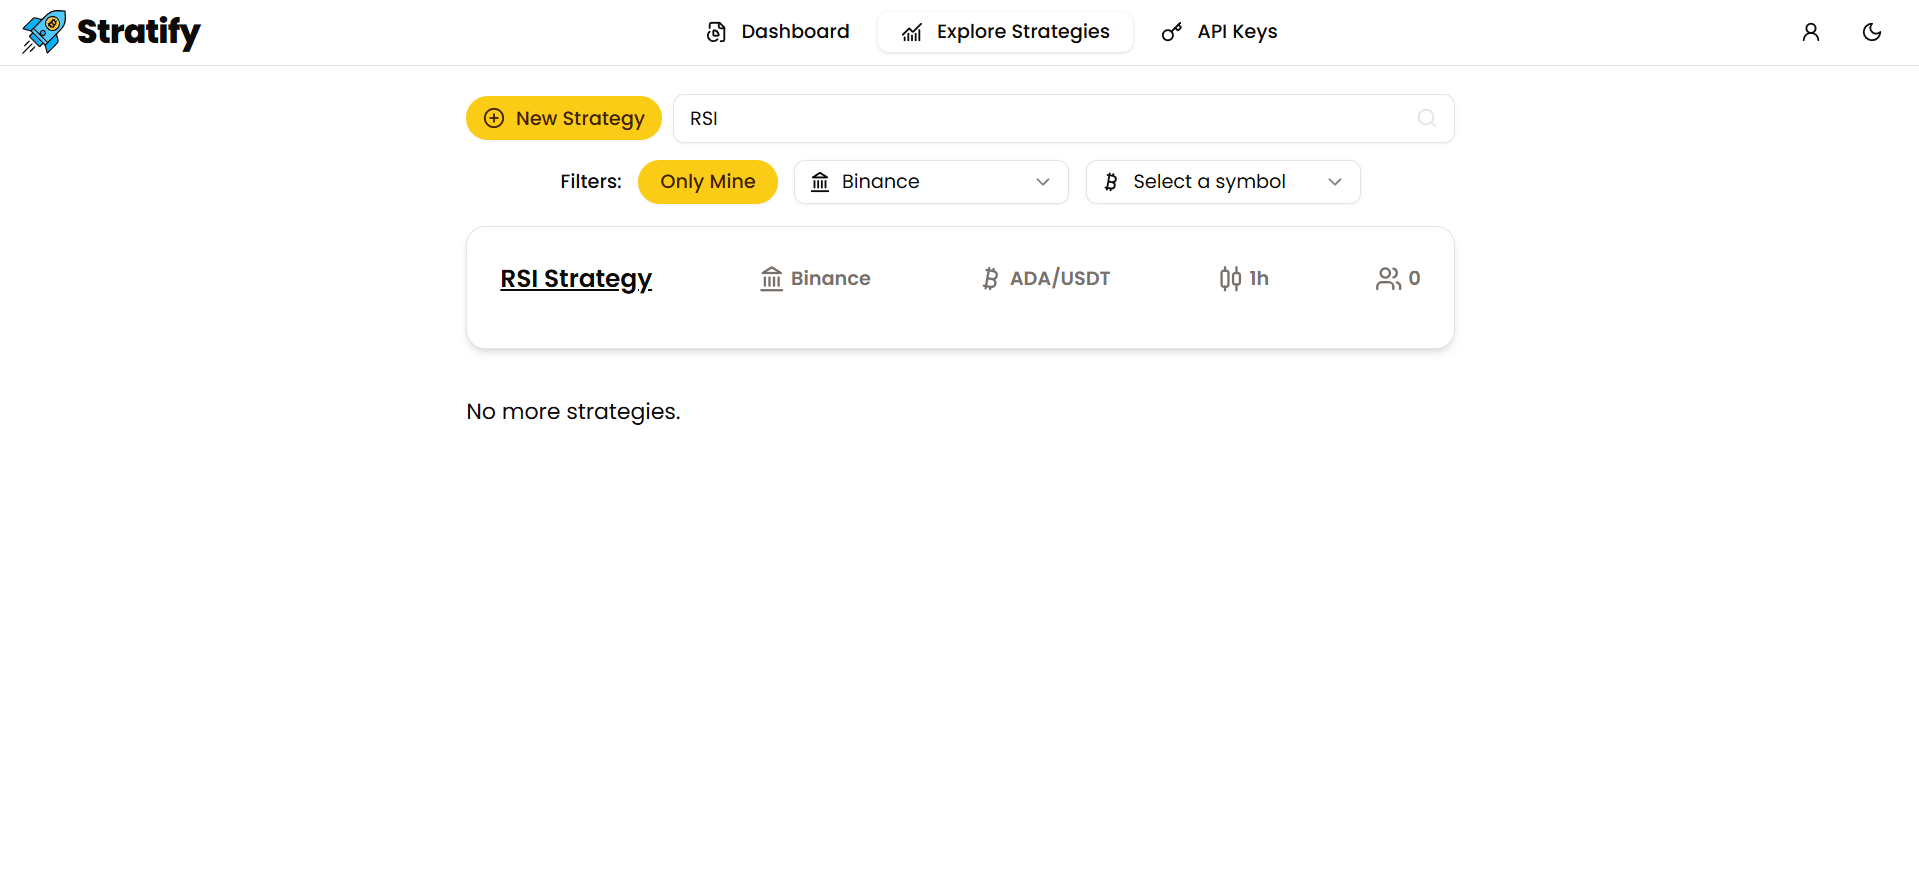 Stratify
Dashboard
Explore Strategies
API Keys
New Strategy
RSI
Filters:
Only Mine
Binance
Select a symbol
RSI Strategy
Binance
ADA/USDT
1h
0
No more strategies.